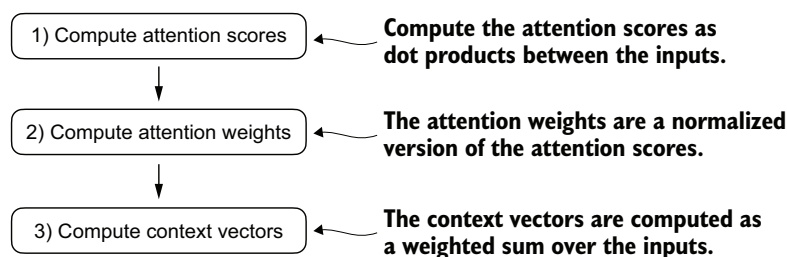 1) Compute attention scores
Compute the attention scores as
dot products between the inputs.
2) Compute attention weights
The attention weights are a normalized
version of the attention scores.
3) Compute context vectors
The context vectors are computed as
a weighted sum over the inputs.